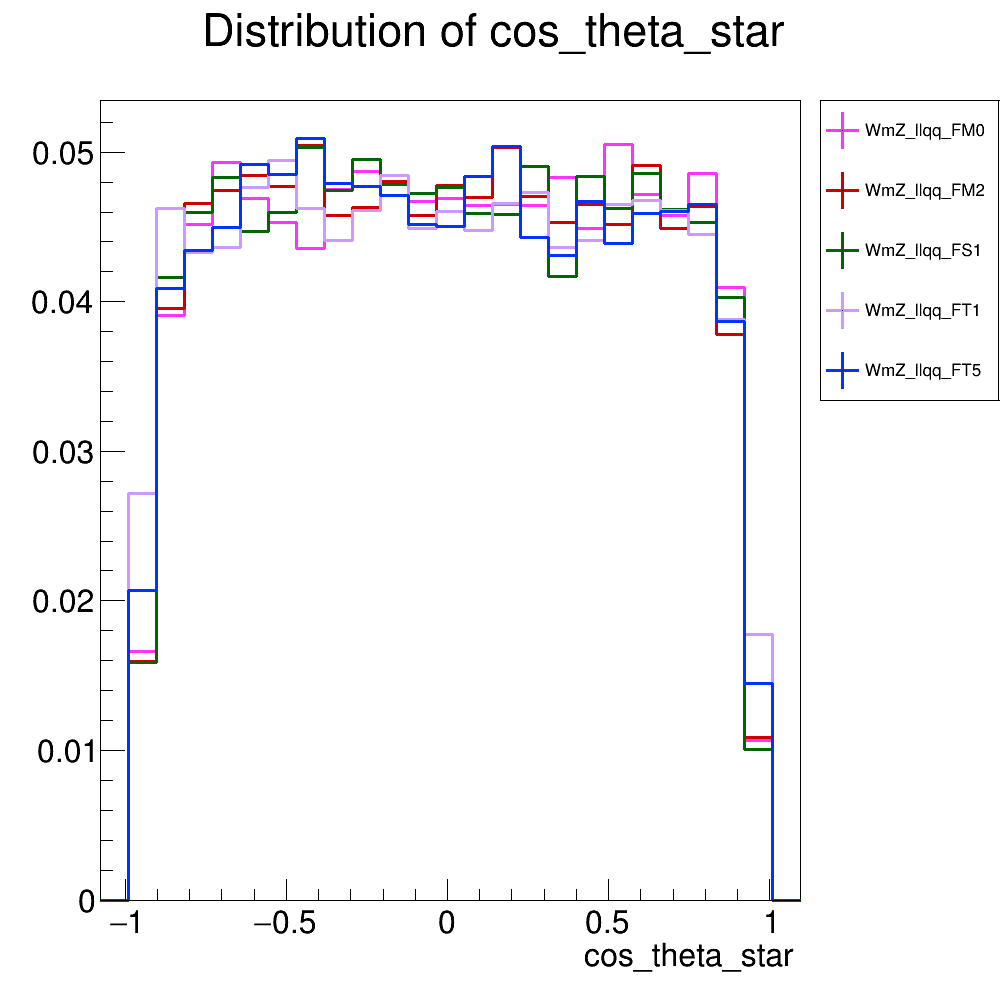 Distribution of cos_theta_star
0.05
0.04
0.03
0.02
0.01
0
−1
−0.5
0
0.5
1
cos_theta_star
WmZ_llqq_FM0
WmZ_llqq_FM2
WmZ_llqq_FS1
WmZ_llqq_FT1
WmZ_llqq_FT5